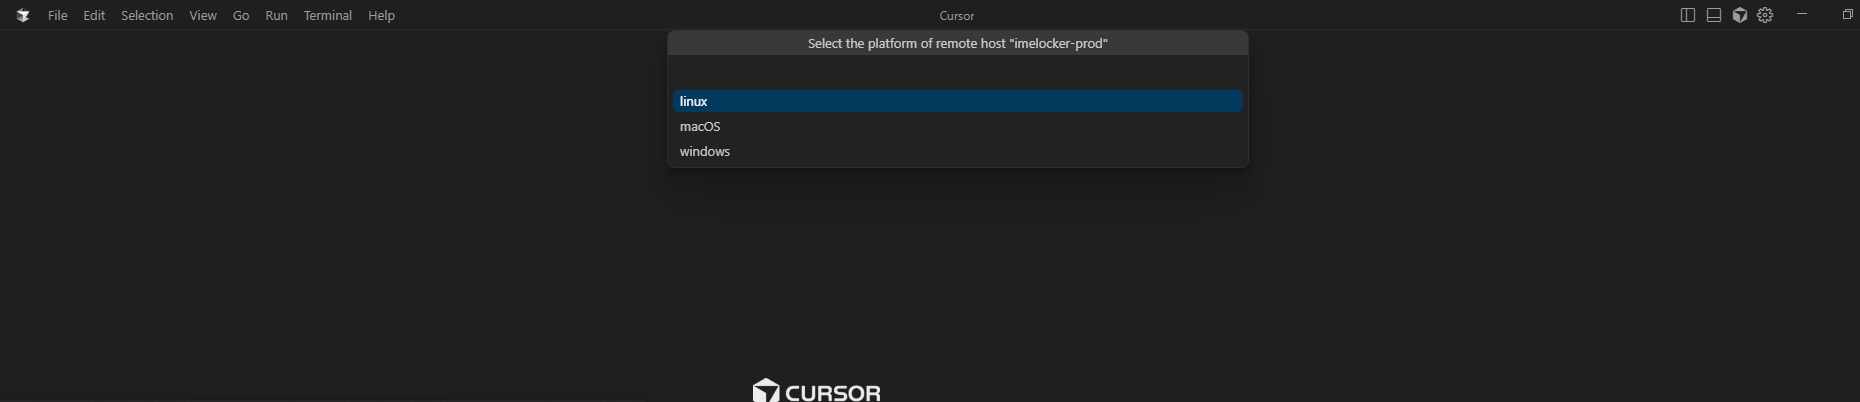 File Edit Selection View Go Run Terminal Help
Cursor
Select the platform of remote host "imelocker-prod"
linux
macOS
windows
CURSOR